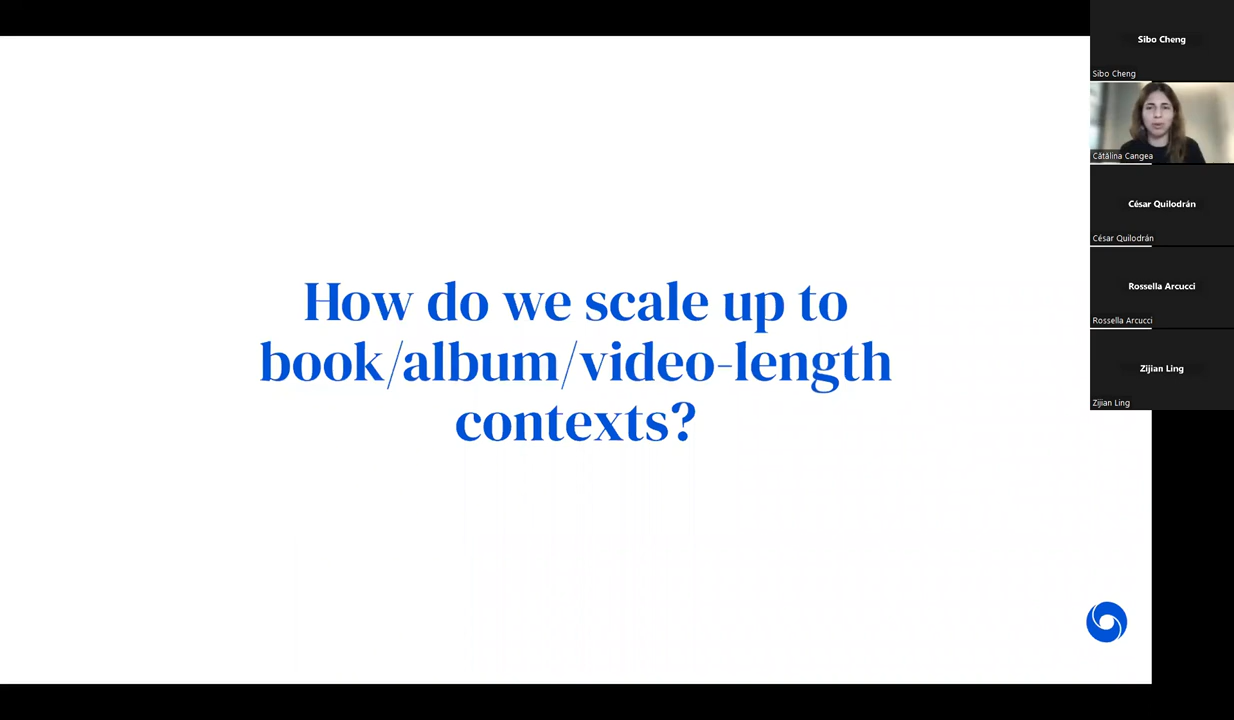 How do we scale up to
book/album/video-length
contexts?
Sibo Cheng
Sibo Cheng
Cătălina Cangea
César Quilodrán
César Quilodrán
Rossella Arcucci
Rossella Arcucci
Zijian Ling
Zijian Ling